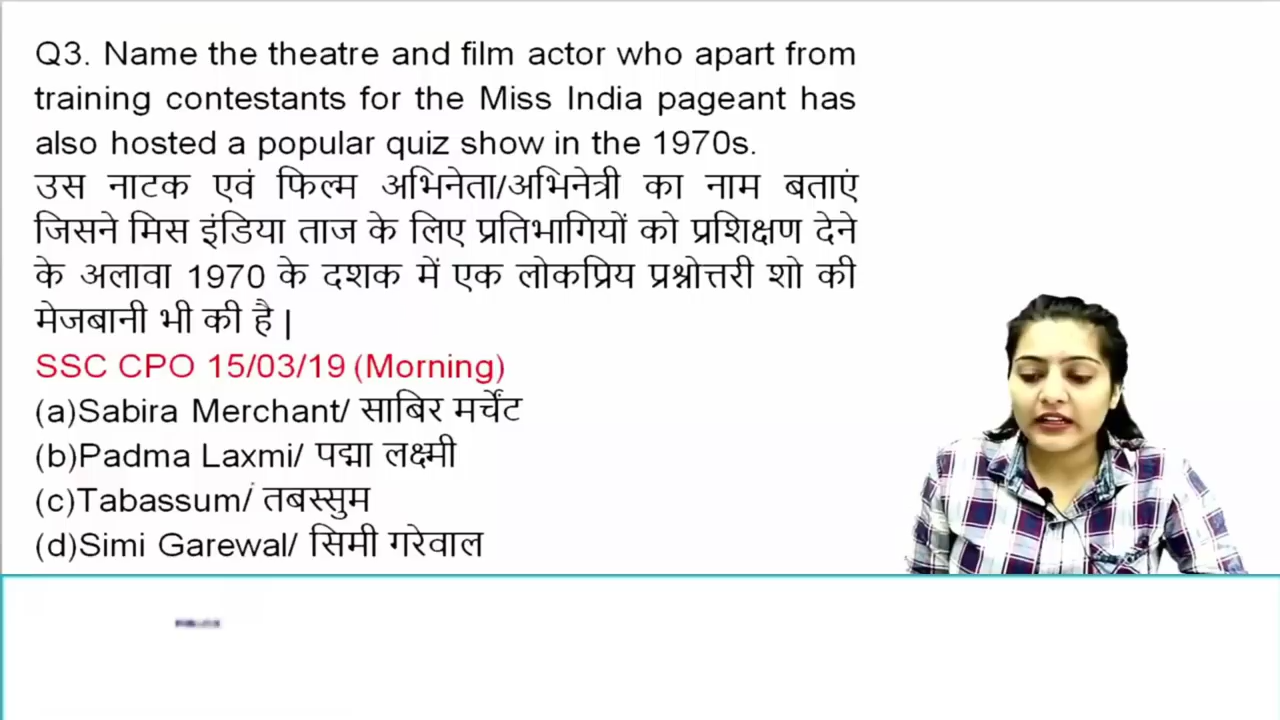 Q3. Name the theatre and film actor who apart from
training contestants for the Miss India pageant has
also hosted a popular quiz show in the 1970s.
उस नाटक एवं फिल्म अभिनेता/अभिनेत्री का नाम बताएं
जिसने मिस इंडिया ताज के लिए प्रतिभागियों को प्रशिक्षण देने
के अलावा 1970 के दशक में एक लोकप्रिय प्रश्नोत्तरी शो की
मेजबानी भी की है |
SSC CPO 15/03/19 (Morning)
(a)Sabira Merchant/ साबिर मर्चेंट
(b)Padma Laxmi/ पद्मा लक्ष्मी
(c)Tabassum/ तबस्सुम
(d)Simi Garewal/ सिमी गरेवाल